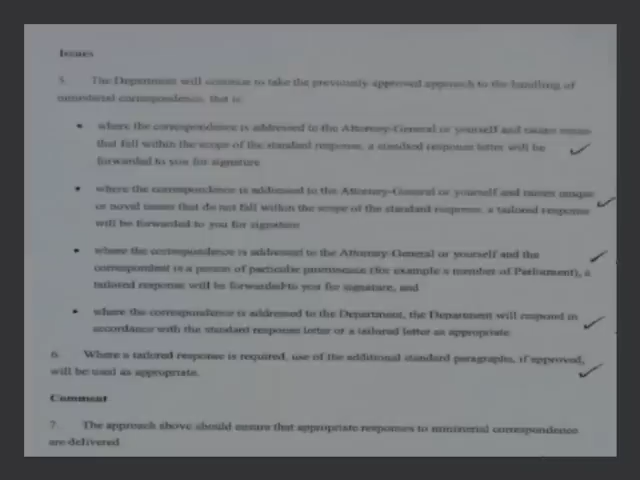 Issues
5. The Department will continue to take the previously approved approach to the handling of
ministerial correspondence, that is:
• where the correspondence is addressed to the Attorney-General or yourself and raises issues
that fall within the scope of the standard response, a standard response letter will be
forwarded to you for signature
• where the correspondence is addressed to the Attorney-General or yourself and raises unique
or novel issues that do not fall within the scope of the standard response, a tailored response
will be forwarded to you for signature
• where the correspondence is addressed to the Attorney-General or yourself and the
correspondent is a person of particular prominence (for example a member of Parliament), a
tailored response will be forwarded to you for signature, and
• where the correspondence is addressed to the Department, the Department will respond in
accordance with the standard response letter or a tailored letter as appropriate
6. Where a tailored response is required, use of the additional standard paragraphs, if approved,
will be used as appropriate.
Comment
7. The approach above should ensure that appropriate responses to ministerial correspondence
are delivered